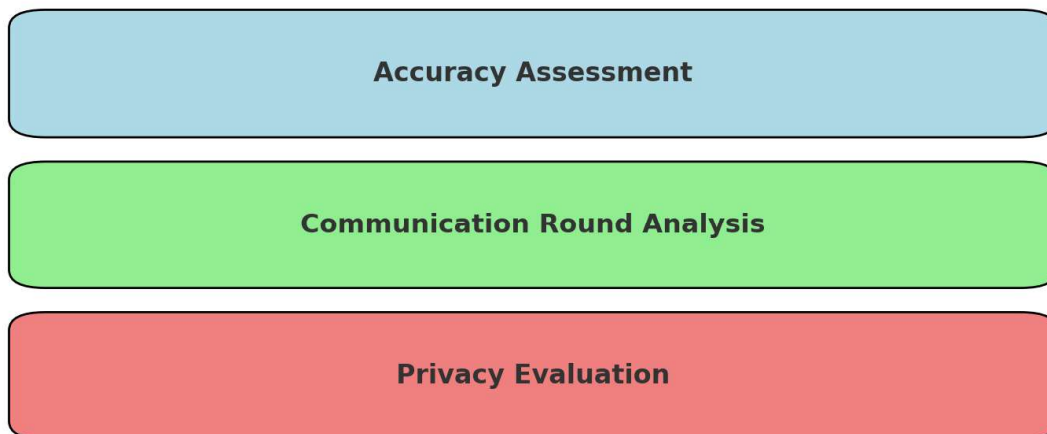 Accuracy Assessment
Communication Round Analysis
Privacy Evaluation